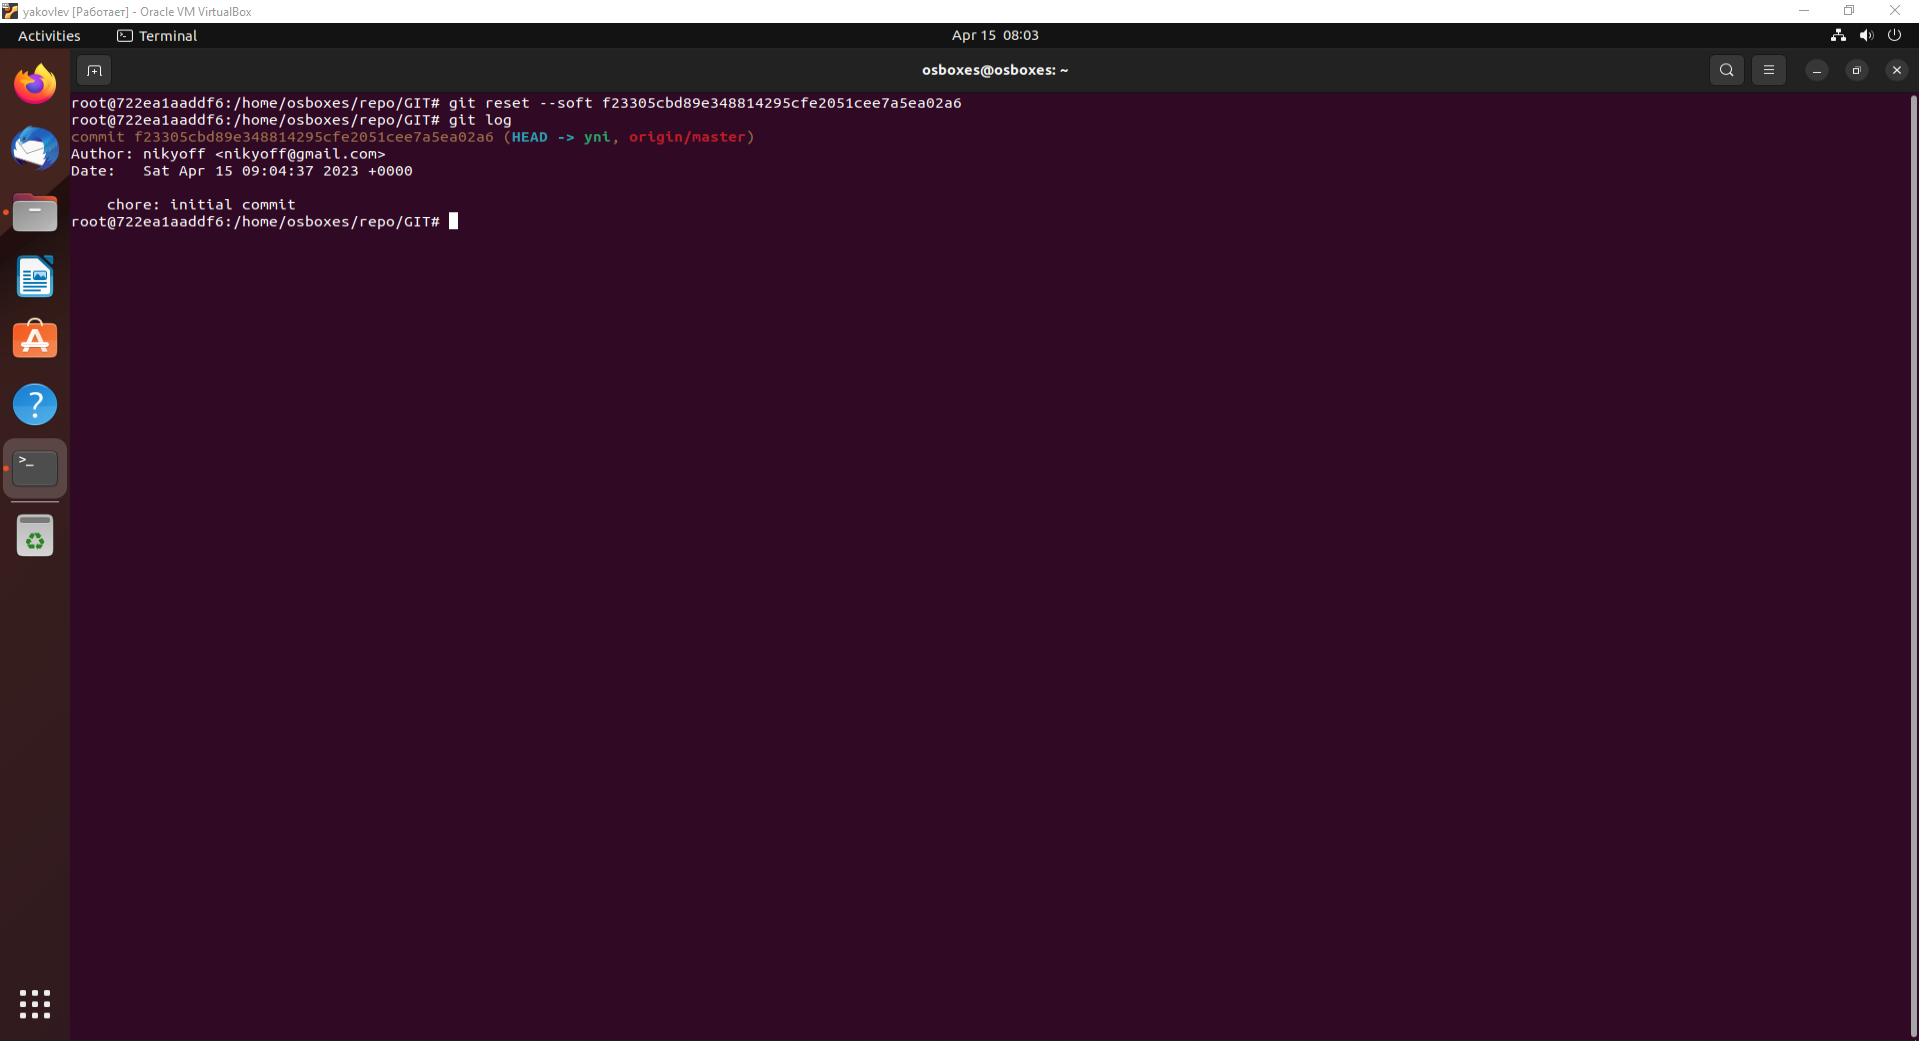 yakovlev [Работает] - Oracle VM VirtualBox
Activities
Terminal
Apr 15 08:03
osboxes@osboxes: ~
root@722ea1aaddf6:/home/osboxes/repo/GIT# git reset --soft f23305cbd89e348814295cfe2051cee7a5ea02a6
root@722ea1aaddf6:/home/osboxes/repo/GIT# git log
commit f23305cbd89e348814295cfe2051cee7a5ea02a6 (HEAD -> yni, origin/master)
Author: nikyoff <nikyoff@gmail.com>
Date:   Sat Apr 15 09:04:37 2023 +0000
chore: initial commit
root@722ea1aaddf6:/home/osboxes/repo/GIT#